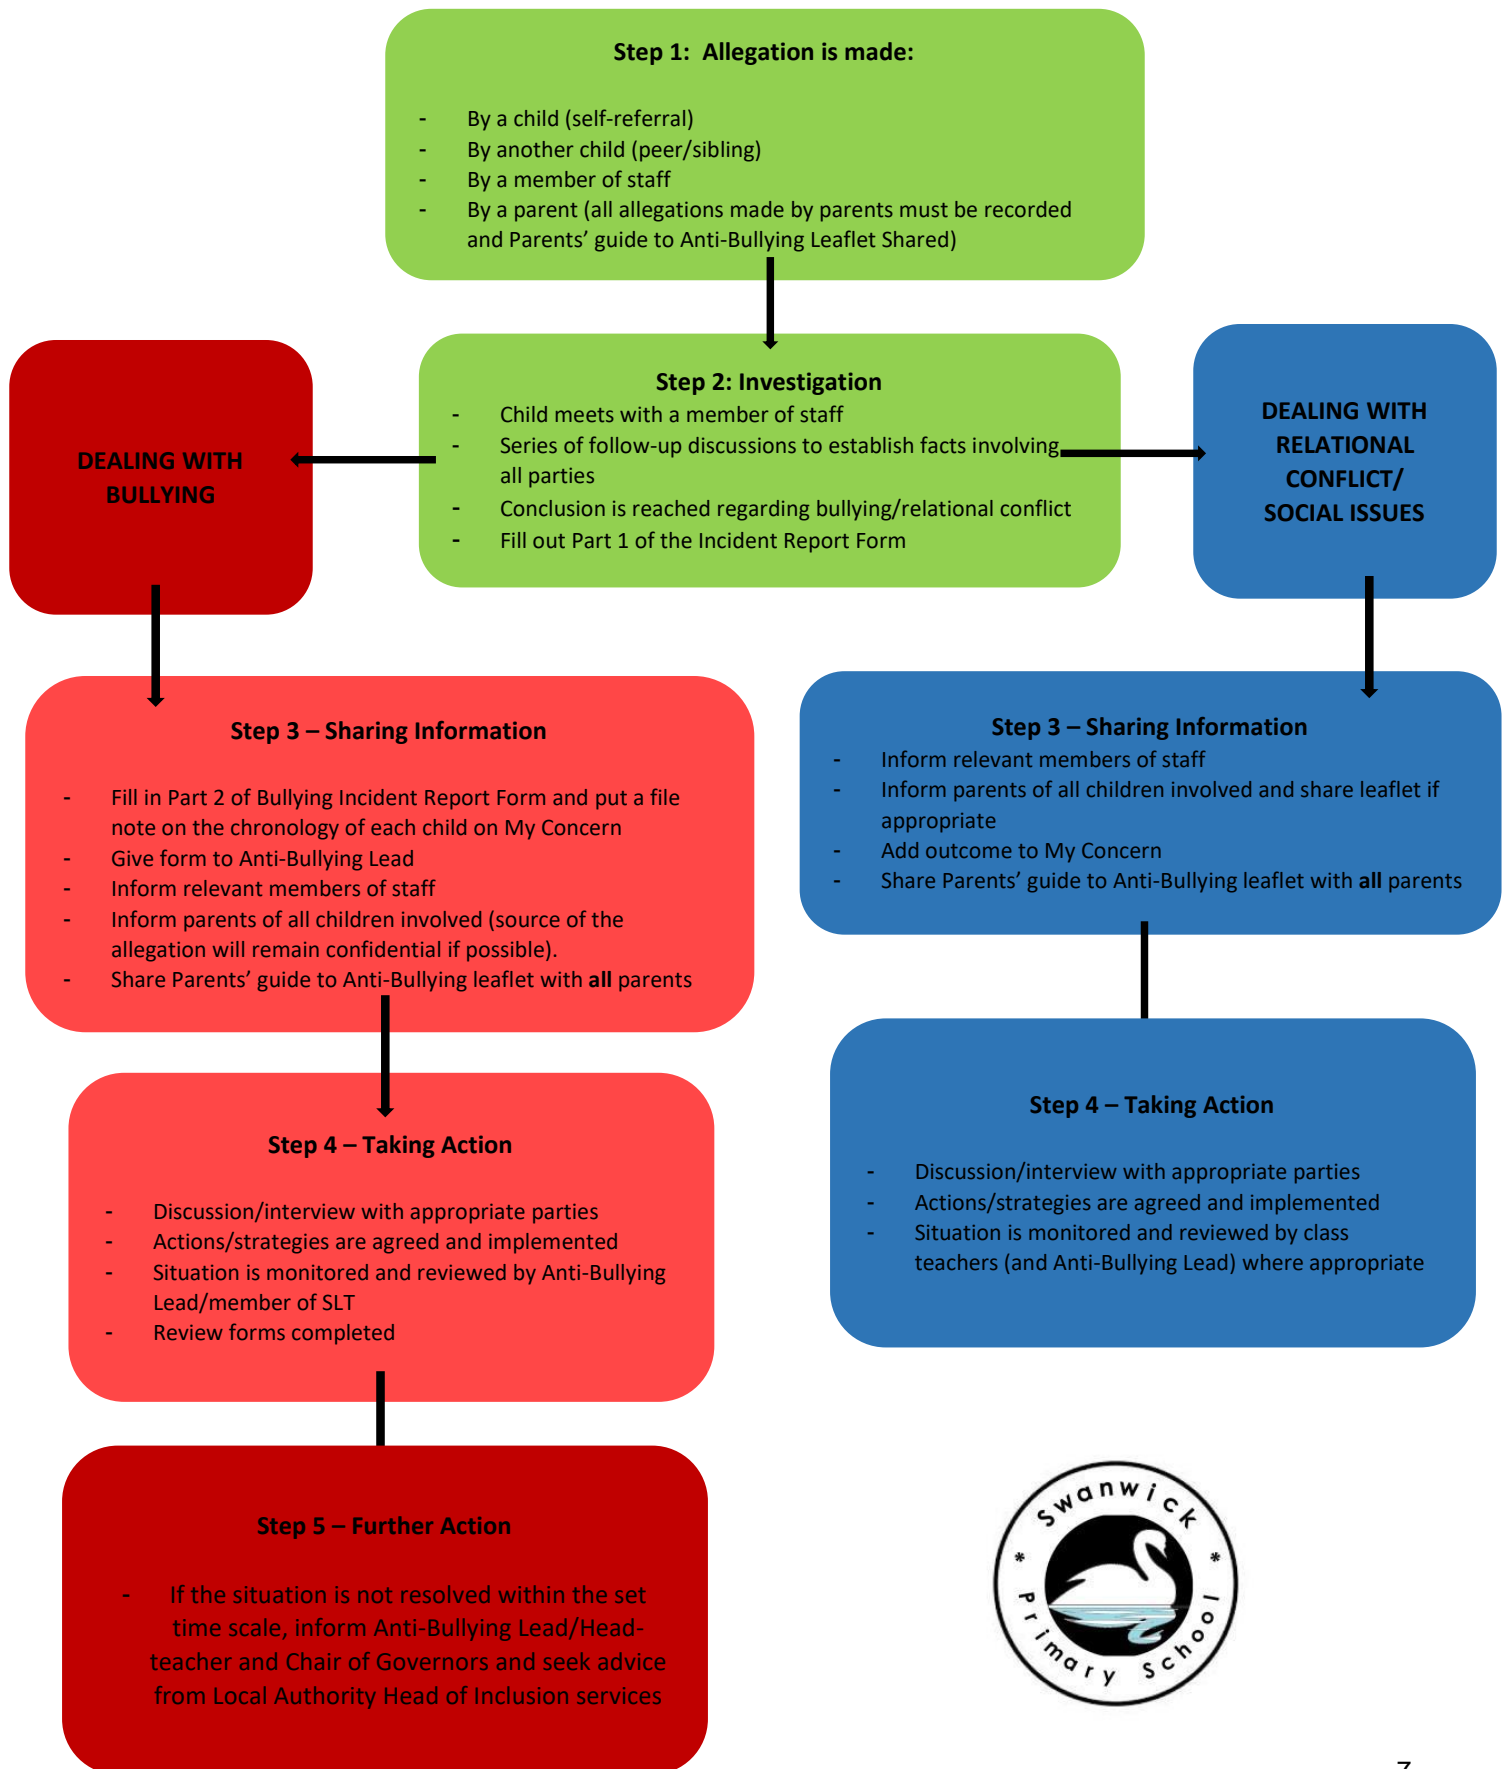 Step 1:  Allegation is made:
- By a child (self-referral)
- By another child (peer/sibling)
- By a member of staff
- By a parent (all allegations made by parents must be recorded
and Parents’ guide to Anti-Bullying Leaflet Shared)
Step 2: Investigation
- Child meets with a member of staff
- Series of follow-up discussions to establish facts involving
all parties
- Conclusion is reached regarding bullying/relational conflict
- Fill out Part 1 of the Incident Report Form
DEALING WITH
BULLYING
DEALING WITH
RELATIONAL
CONFLICT/
SOCIAL ISSUES
Step 3 – Sharing Information
- Fill in Part 2 of Bullying Incident Report Form and put a file
note on the chronology of each child on My Concern
- Give form to Anti-Bullying Lead
- Inform relevant members of staff
- Inform parents of all children involved (source of the
allegation will remain confidential if possible).
- Share Parents’ guide to Anti-Bullying leaflet with all parents
Step 3 – Sharing Information
- Inform relevant members of staff
- Inform parents of all children involved and share leaflet if
appropriate
- Add outcome to My Concern
- Share Parents’ guide to Anti-Bullying leaflet with all parents
Step 4 – Taking Action
- Discussion/interview with appropriate parties
- Actions/strategies are agreed and implemented
- Situation is monitored and reviewed by Anti-Bullying
Lead/member of SLT
- Review forms completed
Step 4 – Taking Action
- Discussion/interview with appropriate parties
- Actions/strategies are agreed and implemented
- Situation is monitored and reviewed by class
teachers (and Anti-Bullying Lead) where appropriate
Step 5 – Further Action
- If the situation is not resolved within the set
time scale, inform Anti-Bullying Lead/Head-
teacher and Chair of Governors and seek advice
from Local Authority Head of Inclusion services
Swanwick
* Primary School *